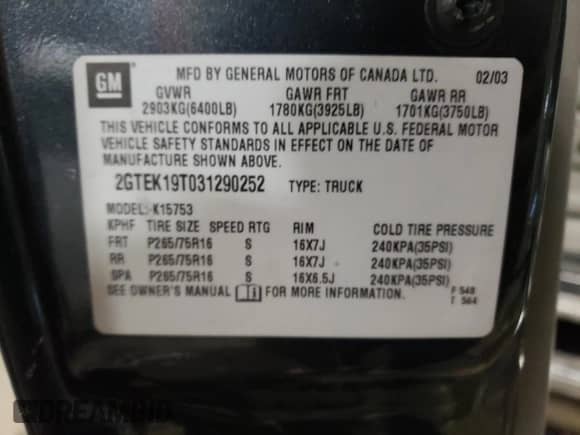 GM
MFD BY GENERAL MOTORS OF CANADA LTD. 02/03
GVWR GAWR FRT GAWR RR
2903KG(6400LB) 1780KG(3925LB) 1701KG(3750LB)
THIS VEHICLE CONFORMS TO ALL APPLICABLE U.S. FEDERAL MOTOR
VEHICLE SAFETY STANDARDS IN EFFECT ON THE DATE OF
MANUFACTURE SHOWN ABOVE.
2GTEK19T031290252 TYPE: TRUCK
MODEL: K15753
KPHF TIRE SIZE SPEED RTG RIM COLD TIRE PRESSURE
FRT P265/75R16 S 16X7J 240KPA(35PSI)
RR P265/75R16 S 16X7J 240KPA(35PSI)
SPA P265/75R16 S 16X6.5J 240KPA(35PSI)
SEE OWNER'S MANUAL FOR MORE INFORMATION. F 548
T 564
DREAMBID